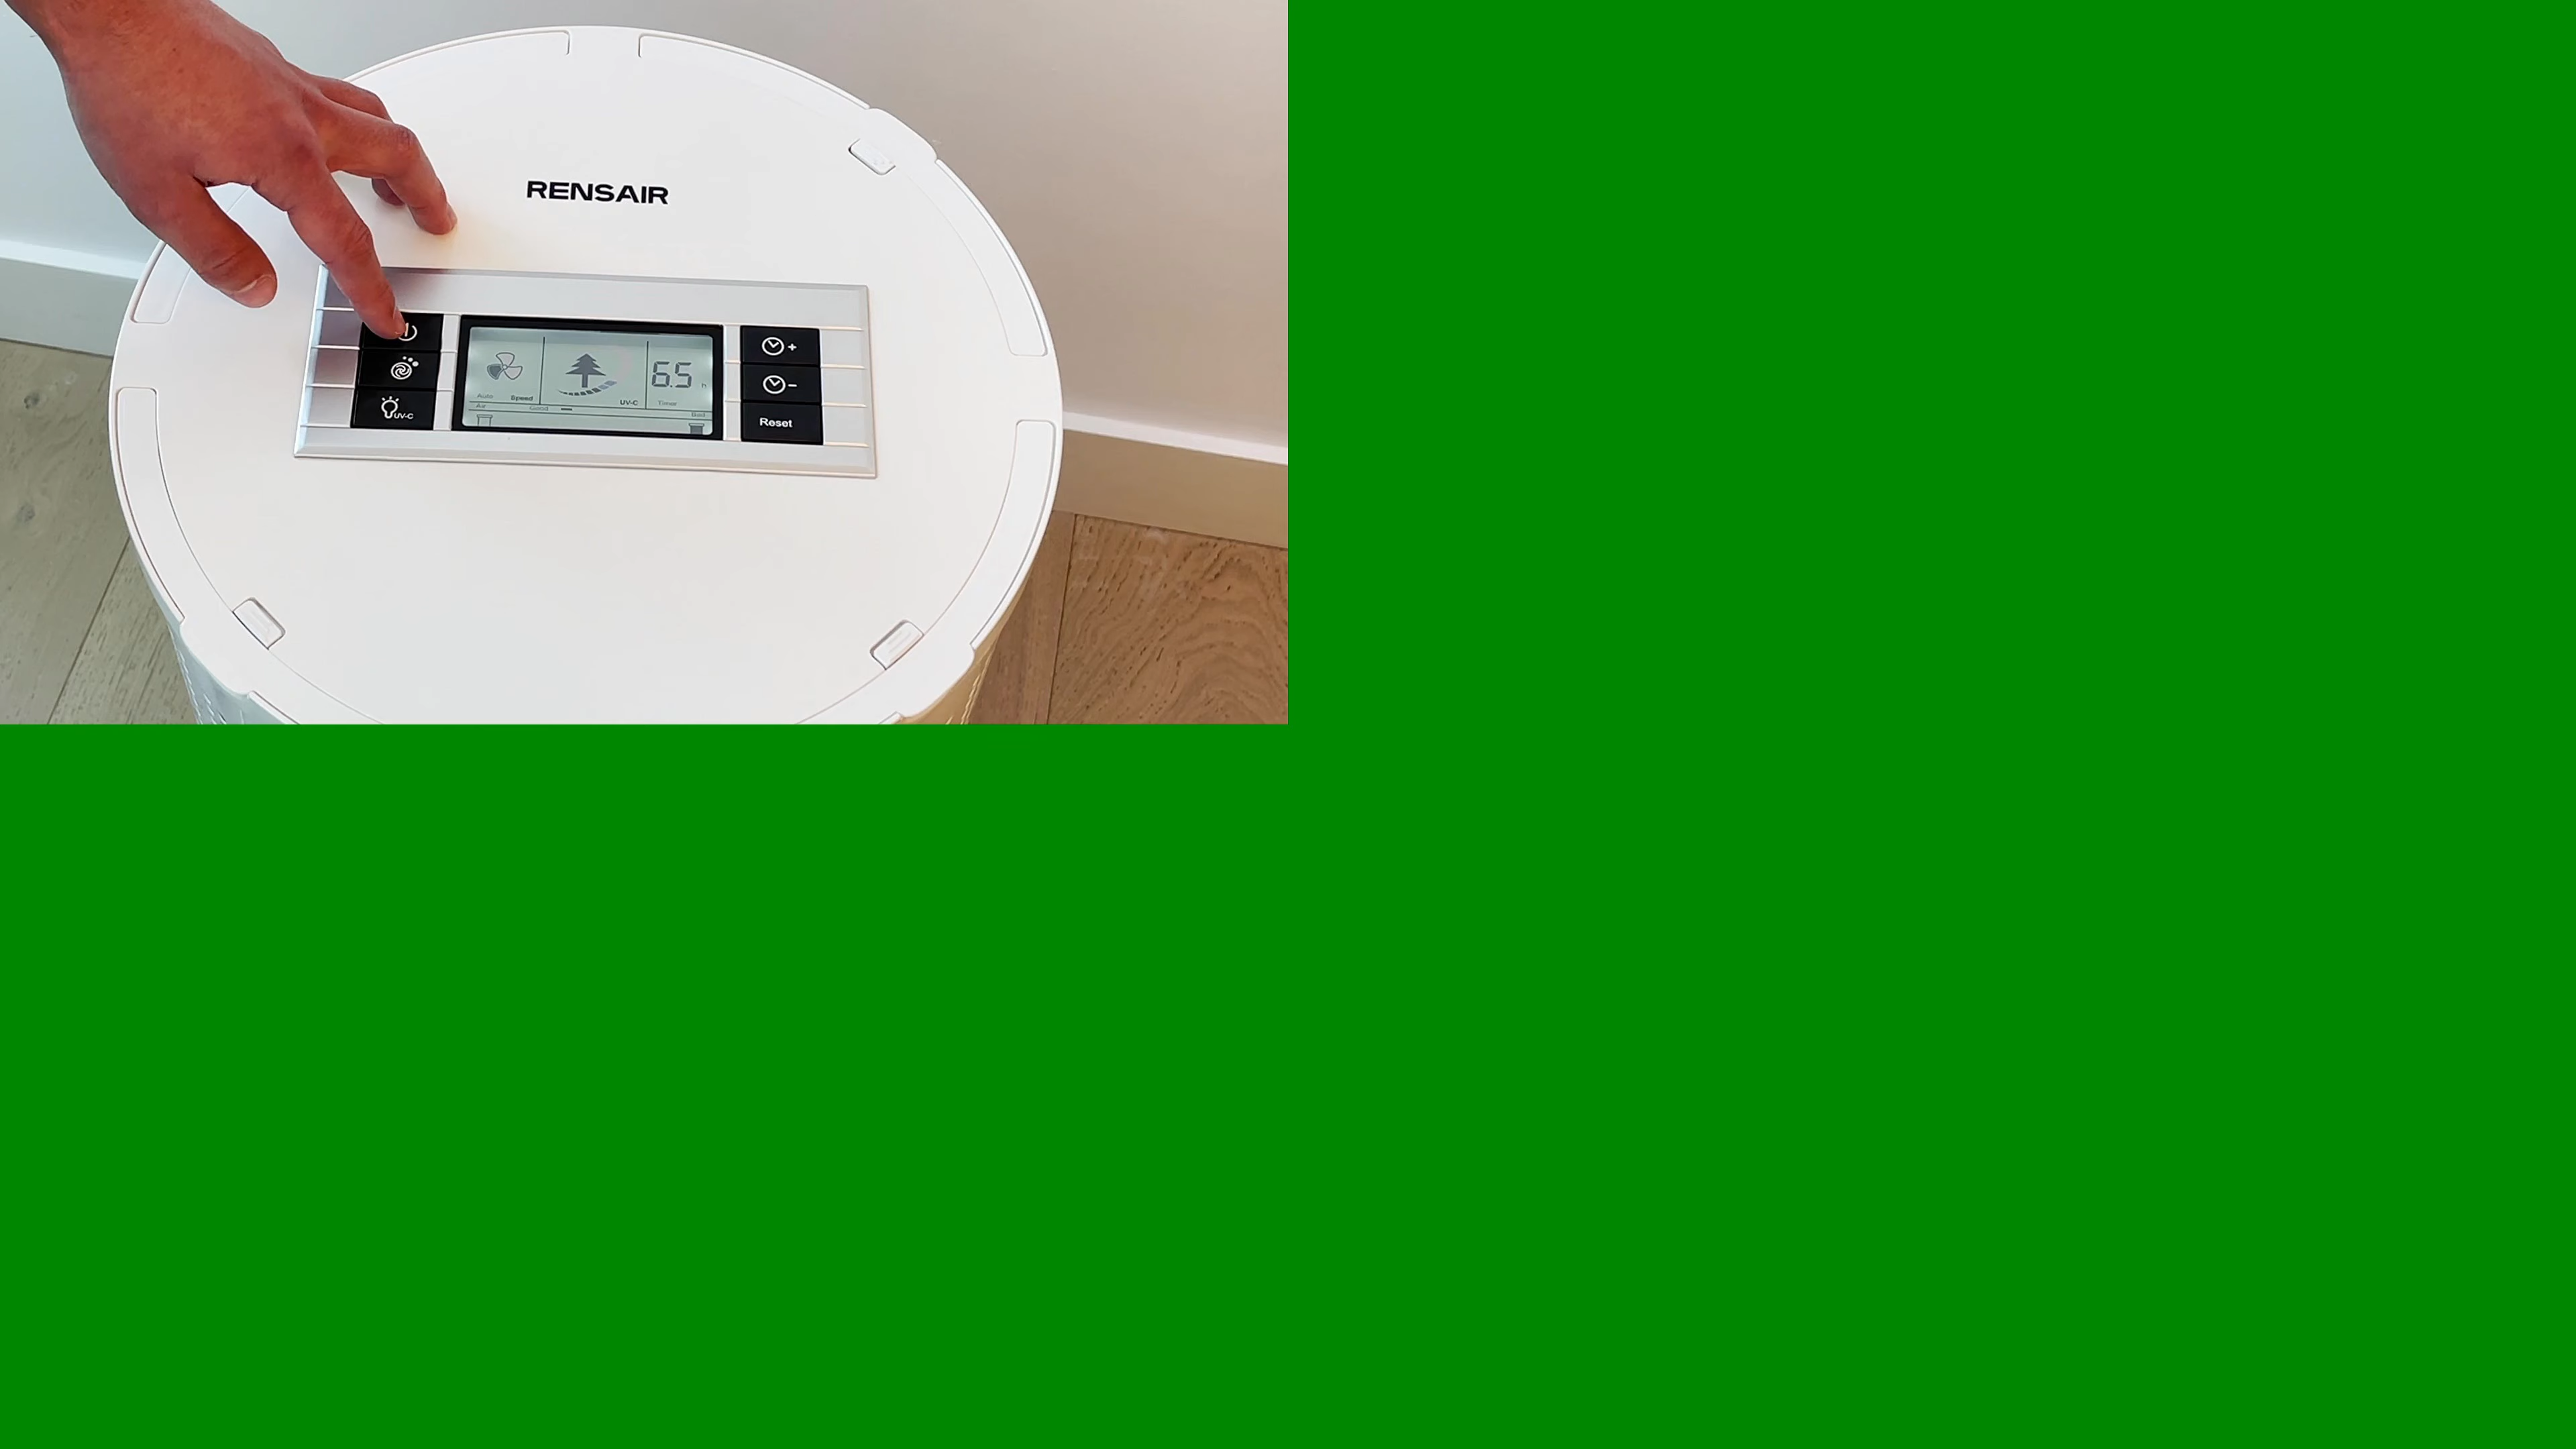 RENSAIR
6.5 h
Auto Speed UV-C Timer
Air Good Bad
UV-C
+
-
Reset